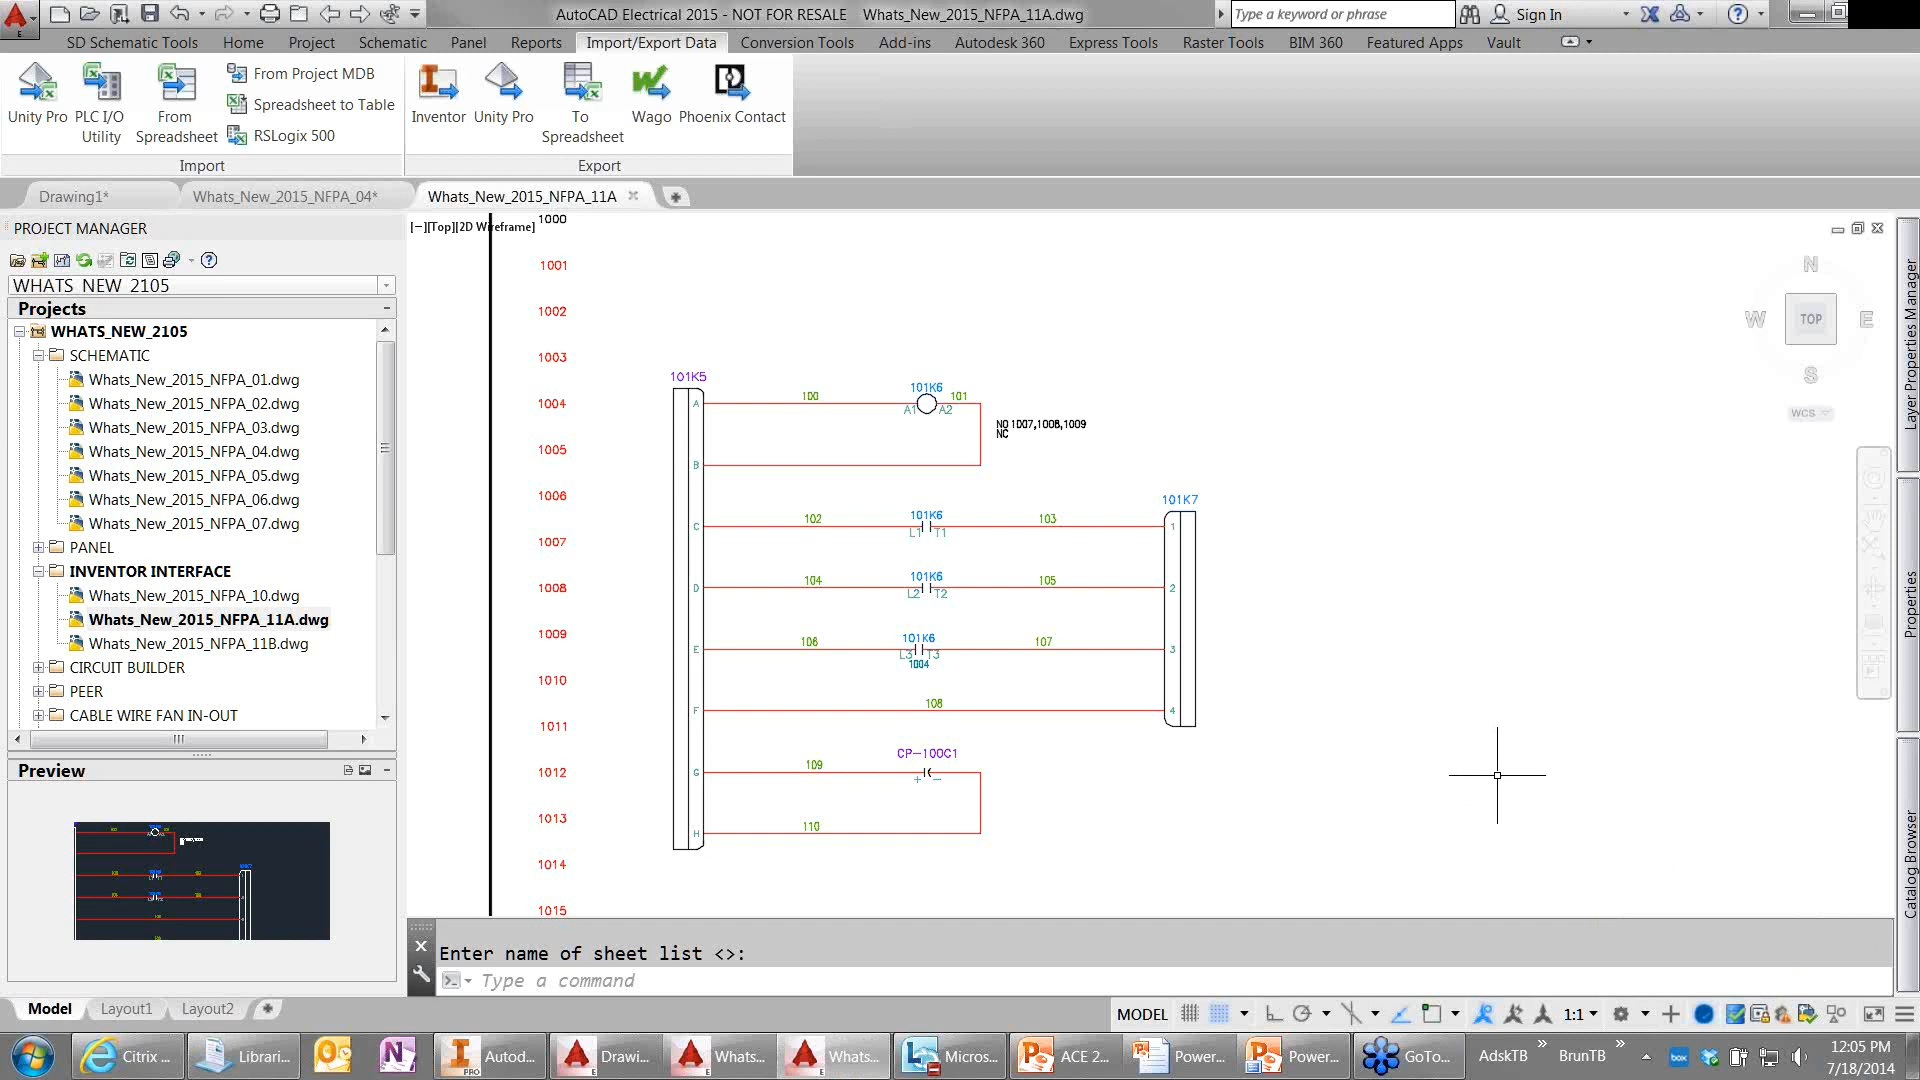 AutoCAD Electrical 2015 - NOT FOR RESALE Whats_New_2015_NFPA_11A.dwg
Type a keyword or phrase
Sign In
SD Schematic Tools Home Project Schematic Panel Reports Import/Export Data Conversion Tools Add-ins Autodesk 360 Express Tools Raster Tools BIM 360 Featured Apps Vault
Unity Pro
PLC I/O Utility
From Spreadsheet
From Project MDB
Spreadsheet to Table
RSLogix 500
Inventor
Unity Pro
To Spreadsheet
Wago
Phoenix Contact
Import
Export
Drawing1* Whats_New_2015_NFPA_04* Whats_New_2015_NFPA_11A
PROJECT MANAGER
WHATS_NEW_2105
Projects
WHATS_NEW_2105
SCHEMATIC
Whats_New_2015_NFPA_01.dwg
Whats_New_2015_NFPA_02.dwg
Whats_New_2015_NFPA_03.dwg
Whats_New_2015_NFPA_04.dwg
Whats_New_2015_NFPA_05.dwg
Whats_New_2015_NFPA_06.dwg
Whats_New_2015_NFPA_07.dwg
PANEL
INVENTOR INTERFACE
Whats_New_2015_NFPA_10.dwg
Whats_New_2015_NFPA_11A.dwg
Whats_New_2015_NFPA_11B.dwg
CIRCUIT BUILDER
PEER
CABLE WIRE FAN IN-OUT
Preview
[−][Top][2D Wireframe]
1000
1001
1002
1003
1004
1005
1006
1007
1008
1009
1010
1011
1012
1013
1014
1015
101K5
A 100 101K6 101
A1 A2
NO 1007,1008,1009
NC
B
101K7
C 102 101K6 103 1
L1 T1
D 104 101K6 105 2
L2 T2
E 106 101K6 107 3
L3 T3
1004
F 108 4
CP-100C1
G 109
+ −
H 110
N
W TOP E
S
WCS
Layer Properties Manager
Properties
Catalog Browser
Enter name of sheet list <>:
Type a command
Model Layout1 Layout2
MODEL 1:1
Citrix ...
Librari...
Autod...
Drawi...
Whats...
Whats...
Micros...
ACE 2...
Power...
Power...
GoTo...
AdskTB »
BrunTB »
box
12:05 PM
7/18/2014